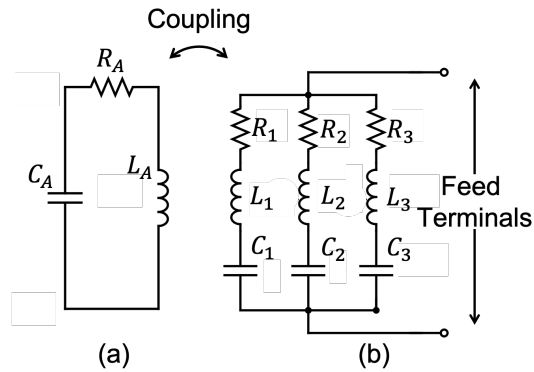 Coupling
R_A
C_A
L_A
R_1
R_2
R_3
L_1
L_2
L_3
C_1
C_2
C_3
Feed
Terminals
(a)
(b)